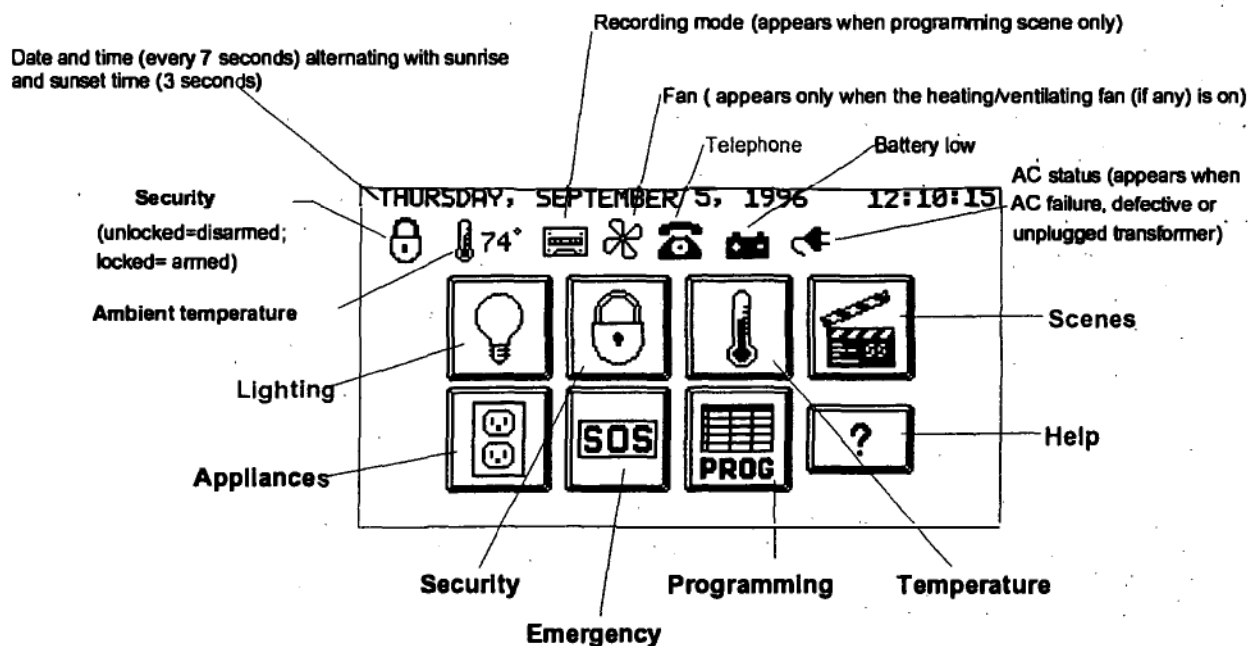 Recording mode (appears when programming scene only)
Date and time (every 7 seconds) alternating with sunrise
and sunset time (3 seconds)
Fan ( appears only when the heating/ventilating fan (if any) is on)
Telephone
Battery low
AC status (appears when
AC failure, defective or
unplugged transformer)
Security
(unlocked=disarmed;
locked= armed)
THURSDAY, SEPTEMBER 5, 1996 12:10:15
74°
Ambient temperature
Scenes
Lighting
SOS
PROG
?
Help
Appliances
Security
Programming
Temperature
Emergency